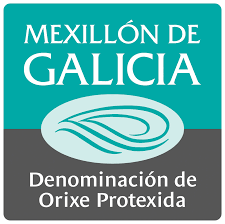 MEXILLÓN DE
GALICIA
Denominación de
Orixe Protexida